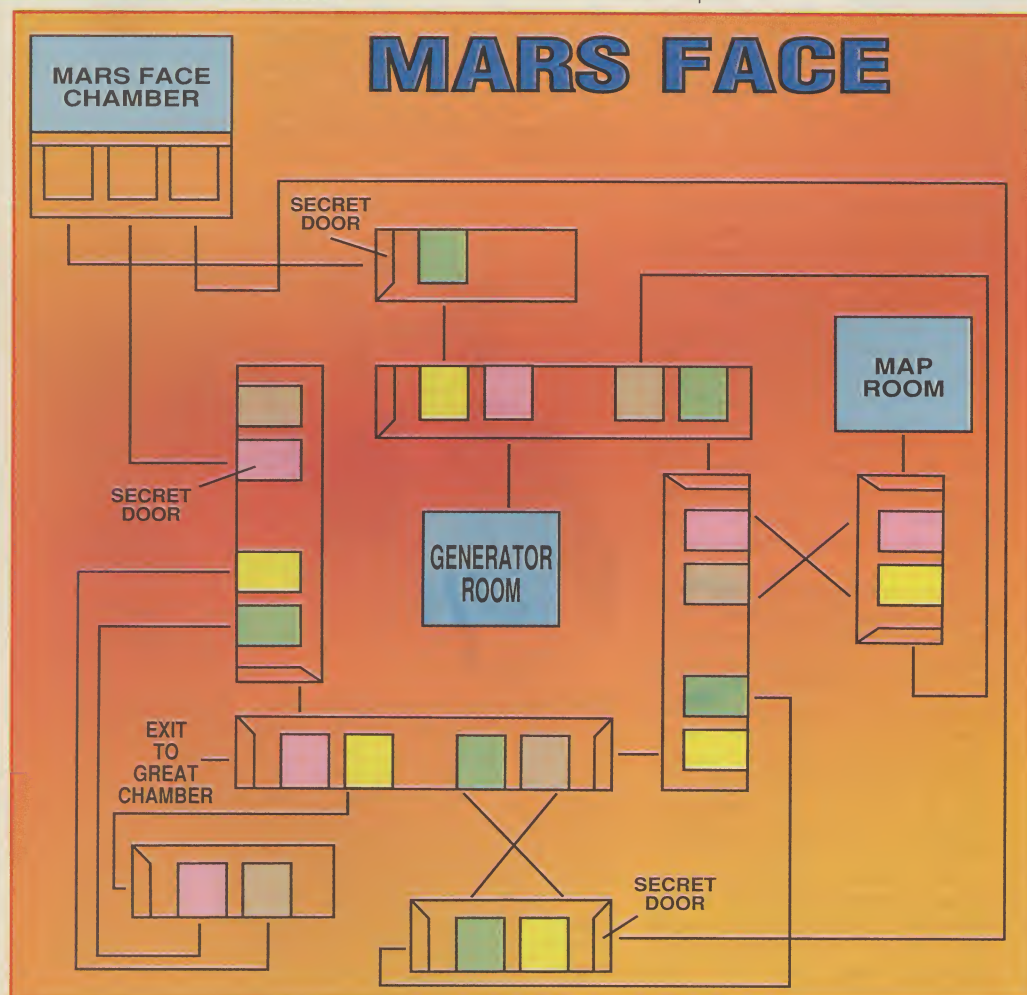 MARS FACE
MARS FACE
CHAMBER
SECRET
DOOR
MAP
ROOM
SECRET
DOOR
GENERATOR
ROOM
EXIT
TO
GREAT
CHAMBER
SECRET
DOOR